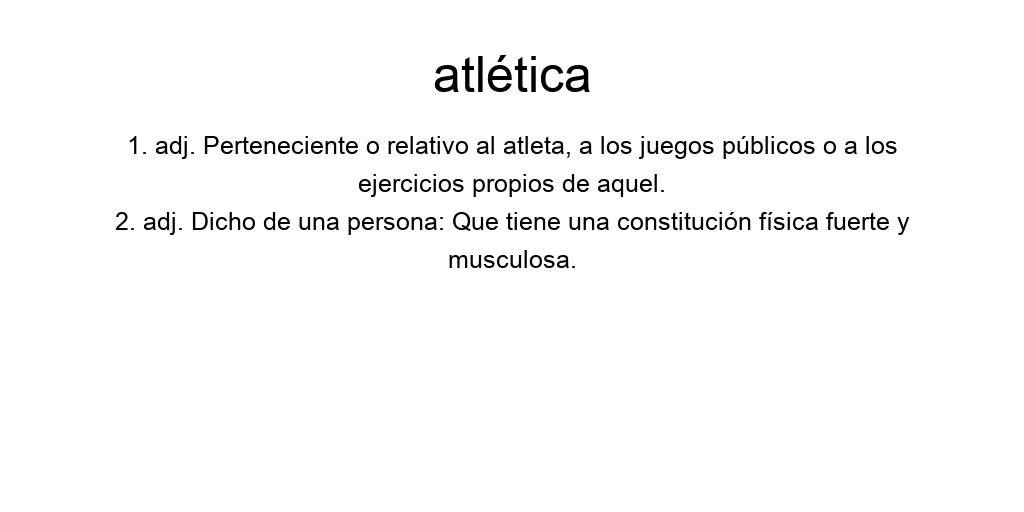 atlética
1. adj. Perteneciente o relativo al atleta, a los juegos públicos o a los
ejercicios propios de aquel.
2. adj. Dicho de una persona: Que tiene una constitución física fuerte y
musculosa.